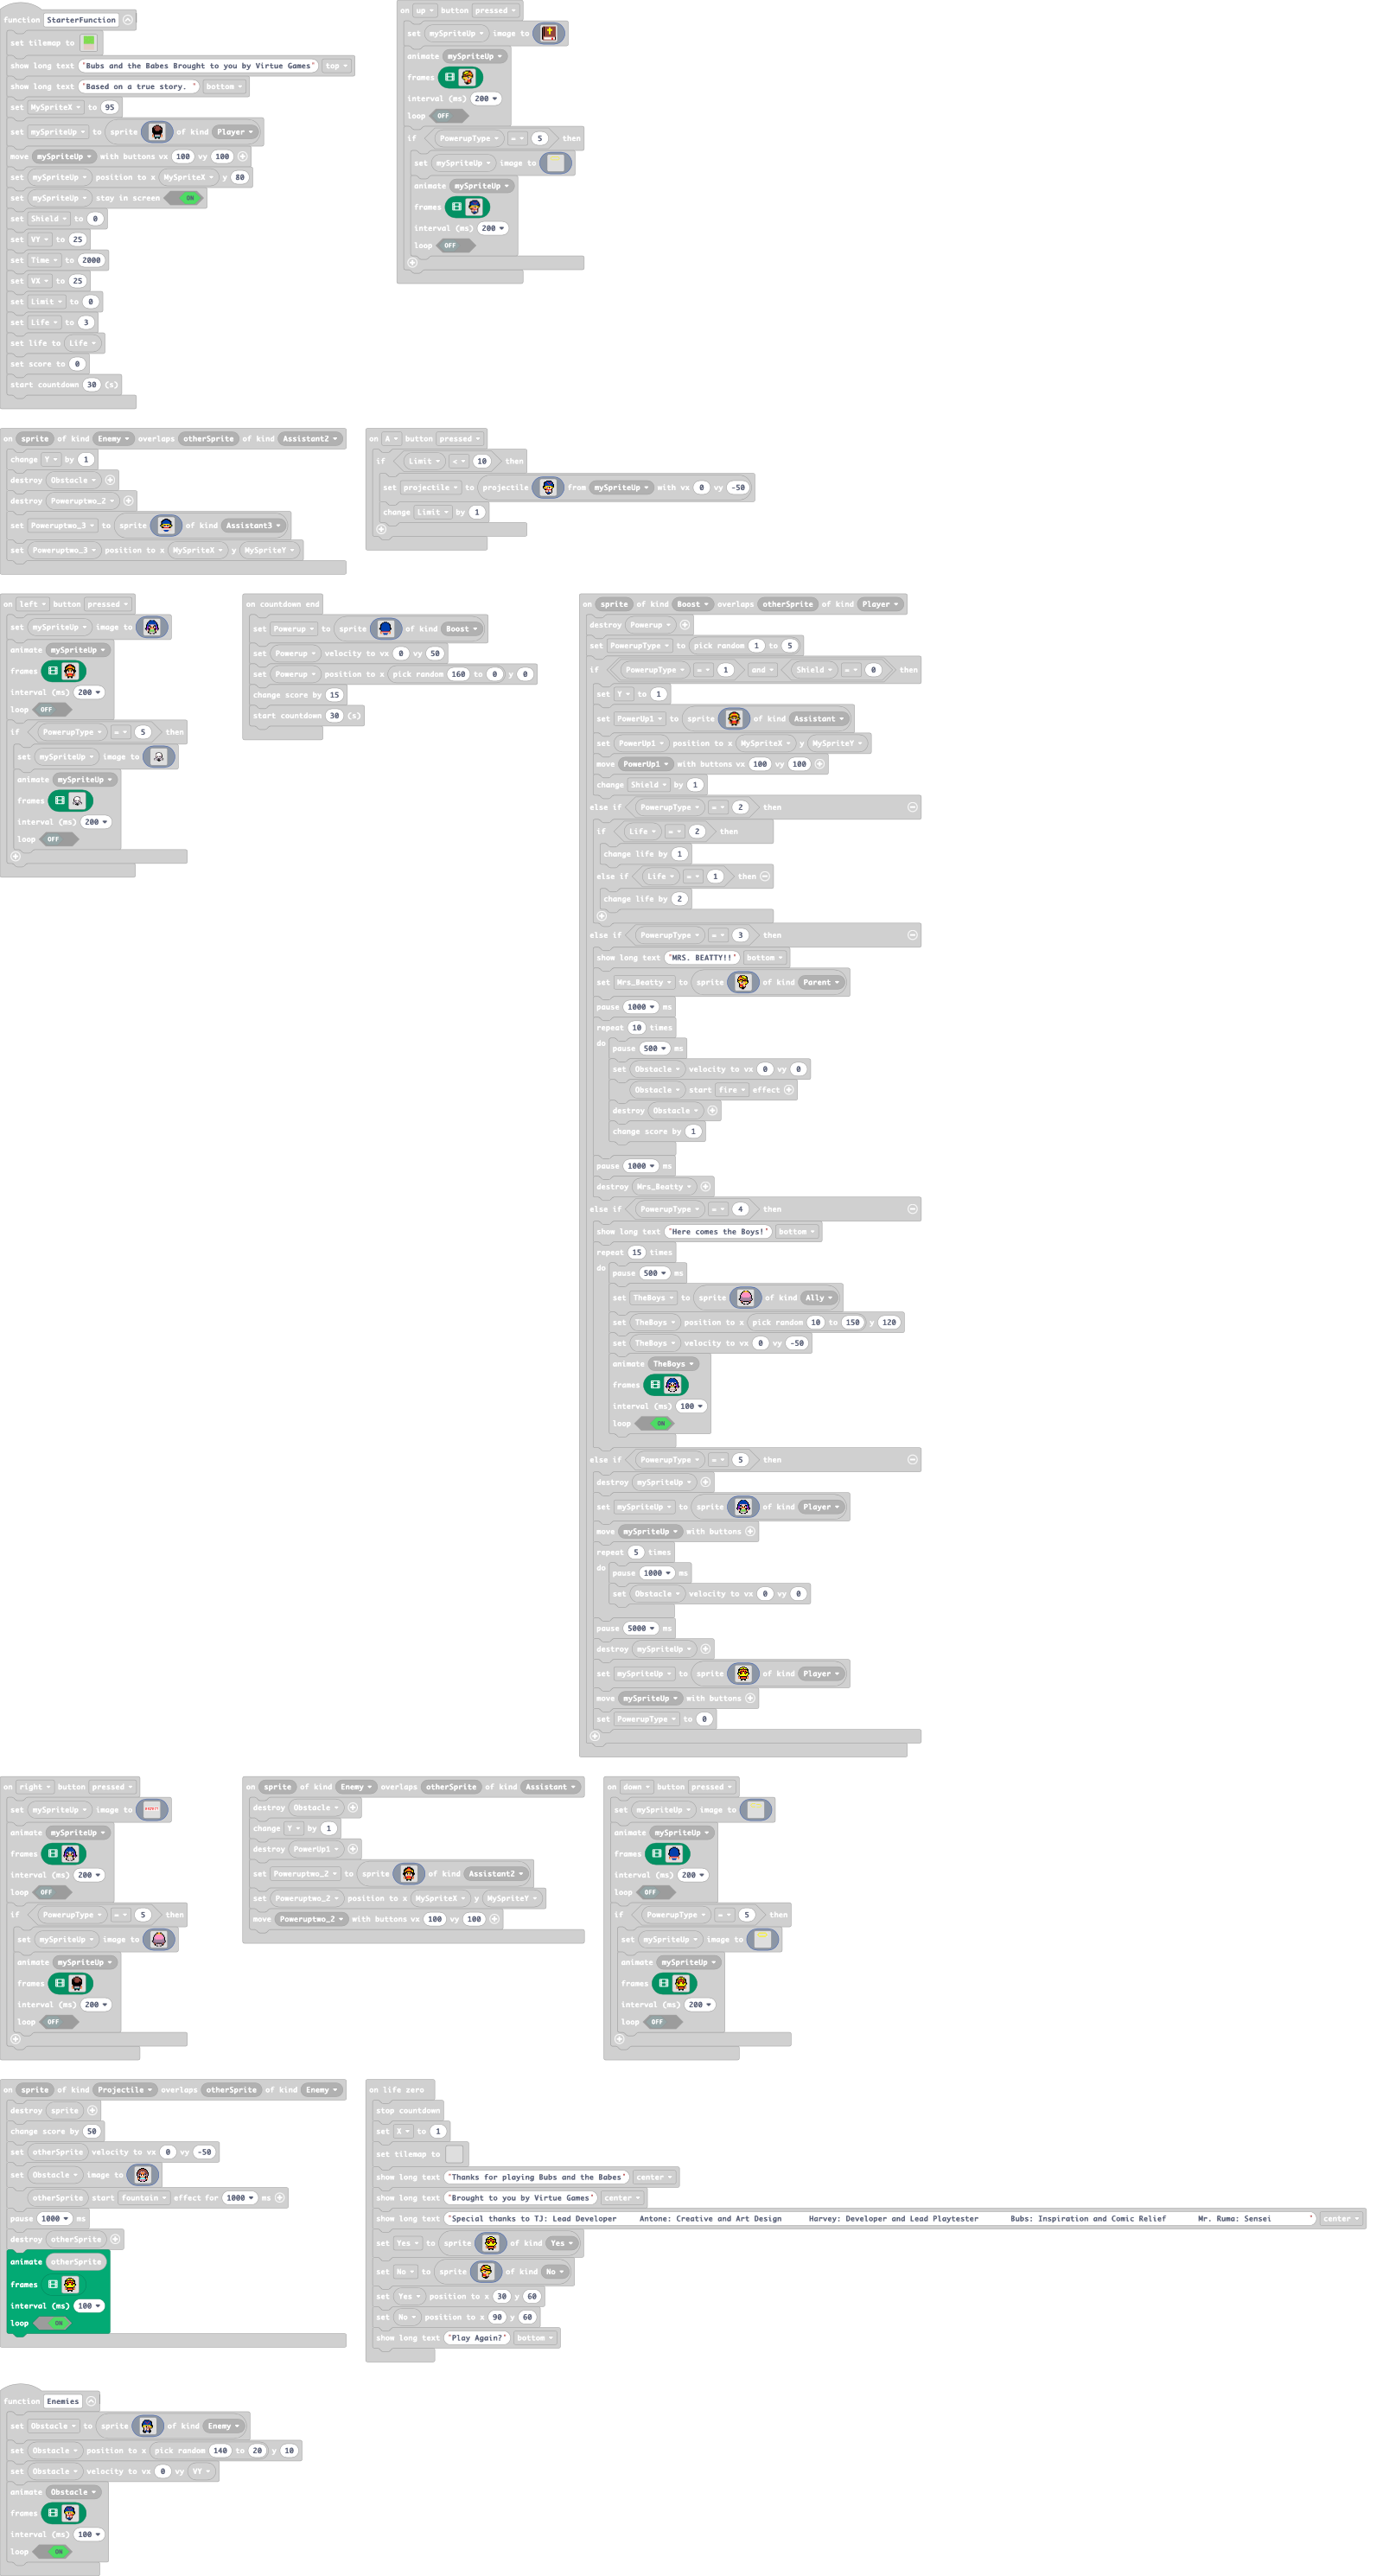 function StarterFunction
set tilemap to
show long text "Bubs and the Babes Brought to you by Virtue Games" top
show long text "Based on a true story. " bottom
set MySpriteX to 95
set mySpriteUp to sprite of kind Player
move mySpriteUp with buttons vx 100 vy 100
set mySpriteUp position to x MySpriteX y 80
set mySpriteUp stay in screen ON
set Shield to 0
set VY to 25
set Time to 2000
set VX to 25
set Limit to 0
set Life to 3
set life to Life
set score to 0
start countdown 30 (s)
on up button pressed
set mySpriteUp image to
animate mySpriteUp
frames
interval (ms) 200
loop OFF
if PowerupType = 5 then
set mySpriteUp image to
animate mySpriteUp
frames
interval (ms) 200
loop OFF
on sprite of kind Enemy overlaps otherSprite of kind Assistant2
change Y by 1
destroy Obstacle
destroy Poweruptwo_2
set Poweruptwo_3 to sprite of kind Assistant3
set Poweruptwo_3 position to x MySpriteX y MySpriteY
on A button pressed
if Limit < 10 then
set projectile to projectile from mySpriteUp with vx 0 vy -50
change Limit by 1
on left button pressed
set mySpriteUp image to
animate mySpriteUp
frames
interval (ms) 200
loop OFF
if PowerupType = 5 then
set mySpriteUp image to
animate mySpriteUp
frames
interval (ms) 200
loop OFF
on countdown end
set Powerup to sprite of kind Boost
set Powerup velocity to vx 0 vy 50
set Powerup position to x pick random 160 to 0 y 0
change score by 15
start countdown 30 (s)
on sprite of kind Boost overlaps otherSprite of kind Player
destroy Powerup
set PowerupType to pick random 1 to 5
if PowerupType = 1 and Shield = 0 then
set Y to 1
set PowerUp1 to sprite of kind Assistant
set PowerUp1 position to x MySpriteX y MySpriteY
move PowerUp1 with buttons vx 100 vy 100
change Shield by 1
else if PowerupType = 2 then
if Life = 2 then
change life by 1
else if Life = 1 then
change life by 2
else if PowerupType = 3 then
show long text "MRS. BEATTY!!" bottom
set Mrs_Beatty to sprite of kind Parent
pause 1000 ms
repeat 10 times
do pause 500 ms
set Obstacle velocity to vx 0 vy 0
Obstacle start fire effect
destroy Obstacle
change score by 1
pause 1000 ms
destroy Mrs_Beatty
else if PowerupType = 4 then
show long text "Here comes the Boys!" bottom
repeat 15 times
do pause 500 ms
set TheBoys to sprite of kind Ally
set TheBoys position to x pick random 10 to 150 y 120
set TheBoys velocity to vx 0 vy -50
animate TheBoys
frames
interval (ms) 100
loop ON
else if PowerupType = 5 then
destroy mySpriteUp
set mySpriteUp to sprite of kind Player
move mySpriteUp with buttons
repeat 5 times
do pause 1000 ms
set Obstacle velocity to vx 0 vy 0
pause 5000 ms
destroy mySpriteUp
set mySpriteUp to sprite of kind Player
move mySpriteUp with buttons
set PowerupType to 0
on right button pressed
set mySpriteUp image to
animate mySpriteUp
frames
interval (ms) 200
loop OFF
if PowerupType = 5 then
set mySpriteUp image to
animate mySpriteUp
frames
interval (ms) 200
loop OFF
on sprite of kind Enemy overlaps otherSprite of kind Assistant
destroy Obstacle
change Y by 1
destroy PowerUp1
set Poweruptwo_2 to sprite of kind Assistant2
set Poweruptwo_2 position to x MySpriteX y MySpriteY
move Poweruptwo_2 with buttons vx 100 vy 100
on down button pressed
set mySpriteUp image to
animate mySpriteUp
frames
interval (ms) 200
loop OFF
if PowerupType = 5 then
set mySpriteUp image to
animate mySpriteUp
frames
interval (ms) 200
loop OFF
on sprite of kind Projectile overlaps otherSprite of kind Enemy
destroy sprite
change score by 50
set otherSprite velocity to vx 0 vy -50
set Obstacle image to
otherSprite start fountain effect for 1000 ms
pause 1000 ms
destroy otherSprite
animate otherSprite
frames
interval (ms) 100
loop ON
on life zero
stop countdown
set X to 1
set tilemap to
show long text "Thanks for playing Bubs and the Babes" center
show long text "Brought to you by Virtue Games" center
show long text "Special thanks to TJ: Lead Developer Antone: Creative and Art Design Harvey: Developer and Lead Playtester Bubs: Inspiration and Comic Relief Mr. Ruma: Sensei " center
set Yes to sprite of kind Yes
set No to sprite of kind No
set Yes position to x 30 y 60
set No position to x 90 y 60
show long text "Play Again?" bottom
function Enemies
set Obstacle to sprite of kind Enemy
set Obstacle position to x pick random 140 to 20 y 10
set Obstacle velocity to vx 0 vy VY
animate Obstacle
frames
interval (ms) 100
loop ON